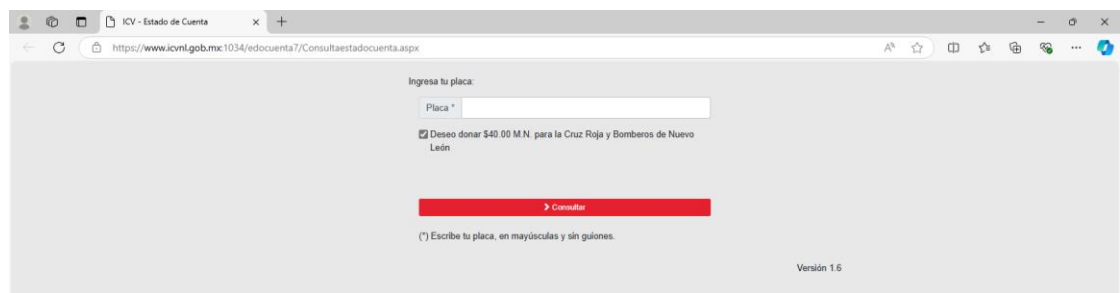 ICV - Estado de Cuenta
https://www.icvnl.gob.mx:1034/edocuenta7/Consultaestadocuenta.aspx
Ingresa tu placa:
Placa *
Deseo donar $40.00 M.N. para la Cruz Roja y Bomberos de Nuevo
León
Consultar
(*) Escribe tu placa, en mayúsculas y sin guiones.
Versión 1.6